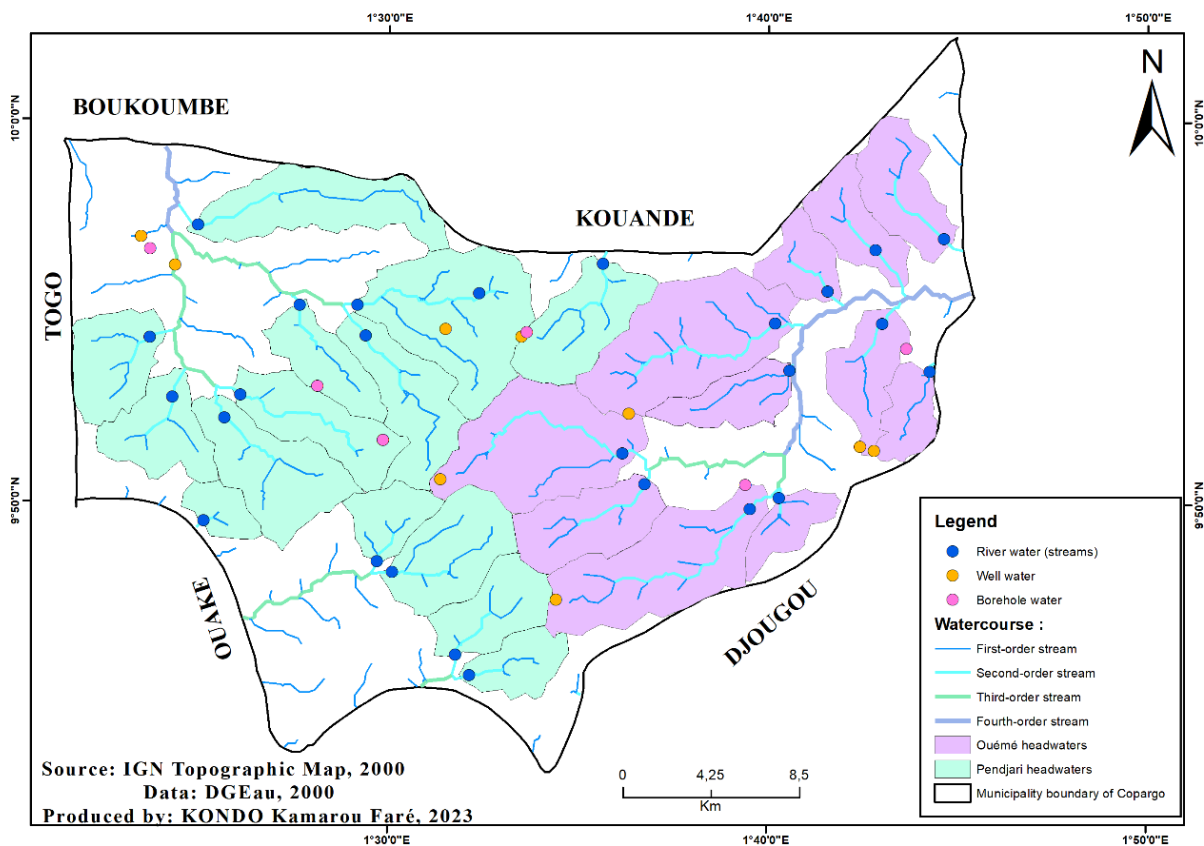 1°30'0"E
1°40'0"E
1°50'0"E
10°0'0"N
10°0'0"N
BOUKOUMBE
N
KOUANDE
TOGO
9°50'0"N
9°50'0"N
OUAKE
DJOUGOU
Legend
River water (streams)
Well water
Borehole water
Watercourse :
First-order stream
Second-order stream
Third-order stream
Fourth-order stream
Ouémé headwaters
Pendjari headwaters
Municipality boundary of Copargo
Source: IGN Topographic Map, 2000
Data: DGEau, 2000
Produced by: KONDO Kamarou Faré, 2023
0
4,25
8,5
Km
1°30'0"E
1°40'0"E
1°50'0"E